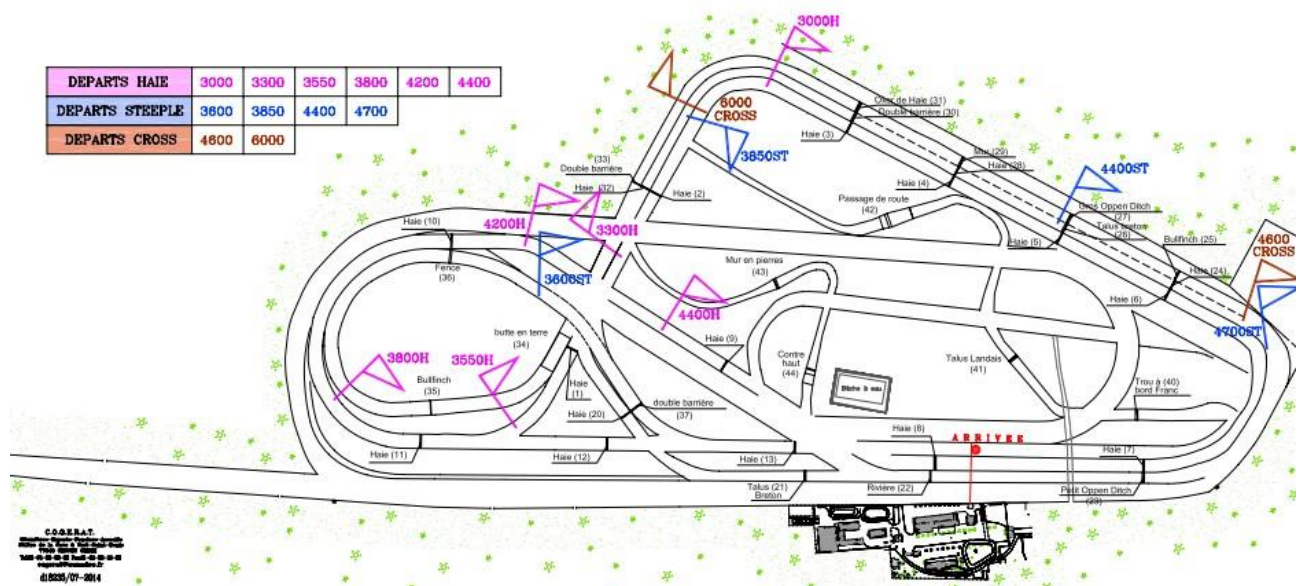 3000H
DEPARTS HAIE 3000 3300 3550 3800 4200 4400
DEPARTS STEEPLE 3600 3850 4400 4700
DEPARTS CROSS 4600 6000
6000
CROSS
Double barrière (30)
Haie (3)
3850ST
(33)
Double barrière
Haie (32)
Haie (2)
Mur (29)
Haie (28)
Haie (4)
4400ST
Passage de route
(42)
Gros Oppen Ditch
(27)
Talus breton
(26)
Haie (5)
Bullfinch (25)
Haie (24)
Haie (6)
4600
CROSS
4700ST
Haie (10)
4200H
3300H
Fence
(36)
3600ST
Mur en pierres
(43)
4400H
butte en terre
(34)
Haie (9)
3800H
3550H
Bullfinch
(35)
Haie
(1)
Contre
haut
(44)
Talus Landais
(41)
Trou à (40)
bord Franc
Haie (20)
double barrière
(37)
Haie (8)
ARRIVEE
Haie (11)
Haie (12)
Haie (13)
Haie (7)
Talus (21)
Breton
Rivière (22)
Petit Oppen Ditch
(23)
C.O.G.E.R.A.T.
d18235/07-2014